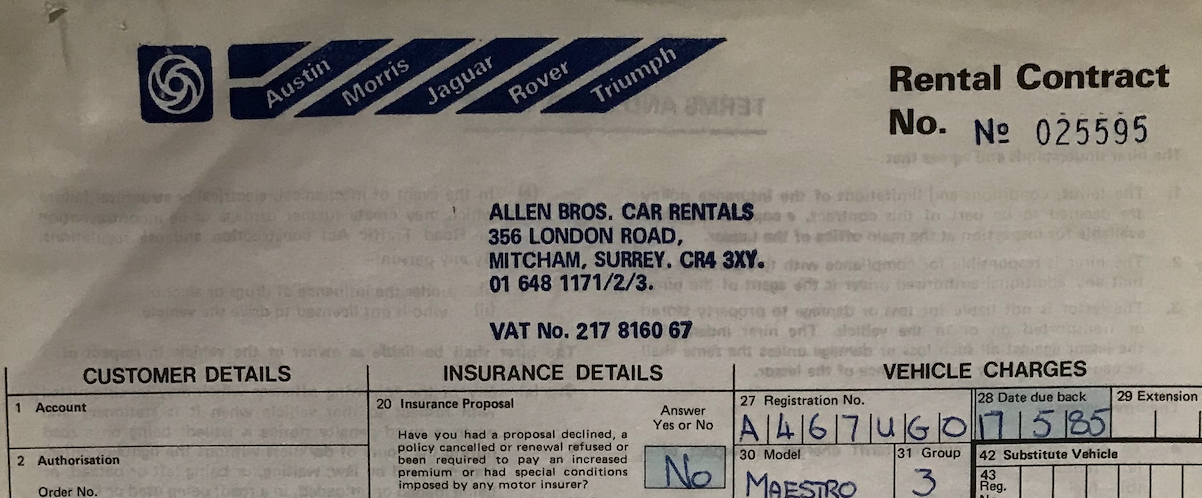 Austin Morris Jaguar Rover Triumph
Rental Contract
No. Nº 025595
ALLEN BROS. CAR RENTALS
356 LONDON ROAD,
MITCHAM, SURREY. CR4 3XY.
01 648 1171/2/3.
VAT No. 217 8160 67
CUSTOMER DETAILS
1 Account
2 Authorisation
Order No.
INSURANCE DETAILS
20 Insurance Proposal
Answer
Yes or No
Have you had a proposal declined, a
policy cancelled or renewal refused or
been required to pay an increased
premium or had special conditions
imposed by any motor insurer?
No
VEHICLE CHARGES
27 Registration No.
A467UGO
28 Date due back
17 5 85
29 Extension
30 Model
MAESTRO
31 Group
3
42 Substitute Vehicle
43
Reg.